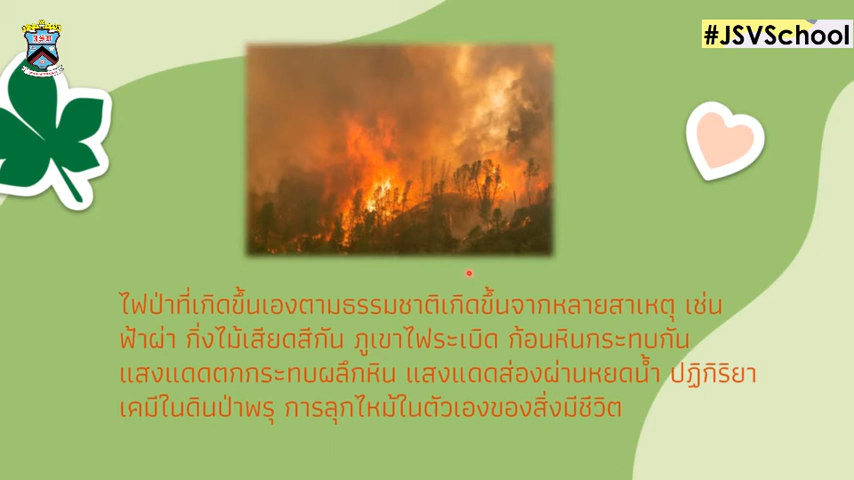 #JSVSchool
JSV
ไฟป่าที่เกิดขึ้นเองตามธรรมชาติเกิดขึ้นจากหลายสาเหตุ เช่น
ฟ้าผ่า กิ่งไม้เสียดสีกัน ภูเขาไฟระเบิด ก้อนหินกระทบกัน
แสงแดดตกกระทบผลึกหิน แสงแดดส่องผ่านหยดน้ำ ปฏิกิริยา
เคมีในดินป่าพรุ การลุกไหม้ในตัวเองของสิ่งมีชีวิต